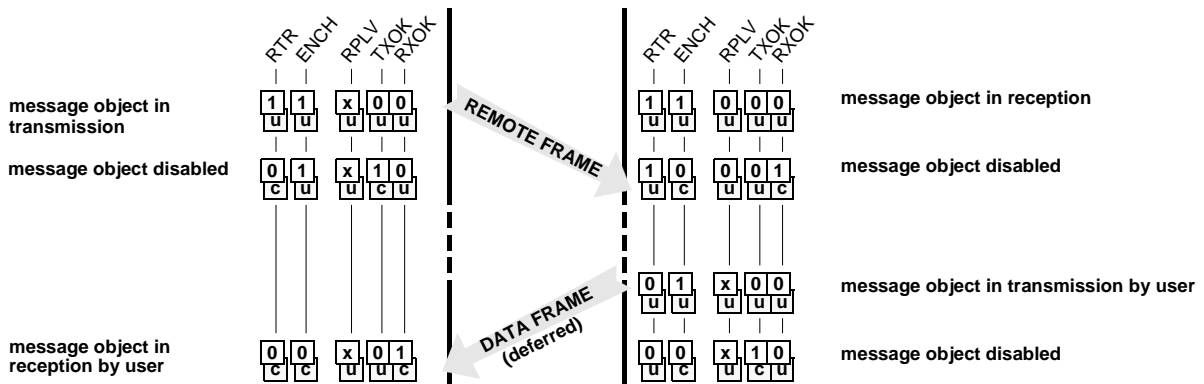 RTR ENCH RPLV TXOK RXOK RTR ENCH RPLV TXOK RXOK
message object in transmission
1 1 x 0 0
u u u u u
REMOTE FRAME
1 1 0 0 0
u u u u u
message object in reception
message object disabled
0 1 x 1 0
c u u c u
1 0 0 0 1
u c u u c
message object disabled
0 1 x 0 0
u u u u u
message object in transmission by user
DATA FRAME
(deferred)
message object in
reception by user
0 0 x 0 1
c c u u c
0 0 x 1 0
u c u c u
message object disabled